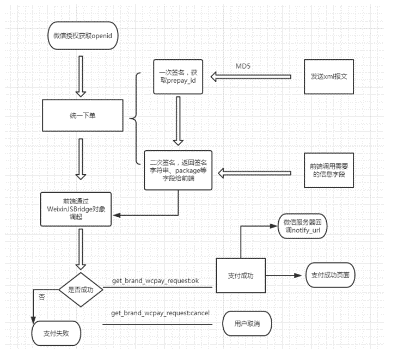 微信授权获取openid
一次签名，获
取prepay_id
MD5
发送xml报文
统一下单
二次签名，返回签名
字符串、package等
字段给前端
前端调用需要
的信息字段
前端通过
WeixinJSBridge对象
调起
微信服务器回
调notify_url
get_brand_wcpay_request:ok
支付成功
支付成功页面
是否成功
否
get_brand_wcpay_request:cancel
支付失败
用户取消